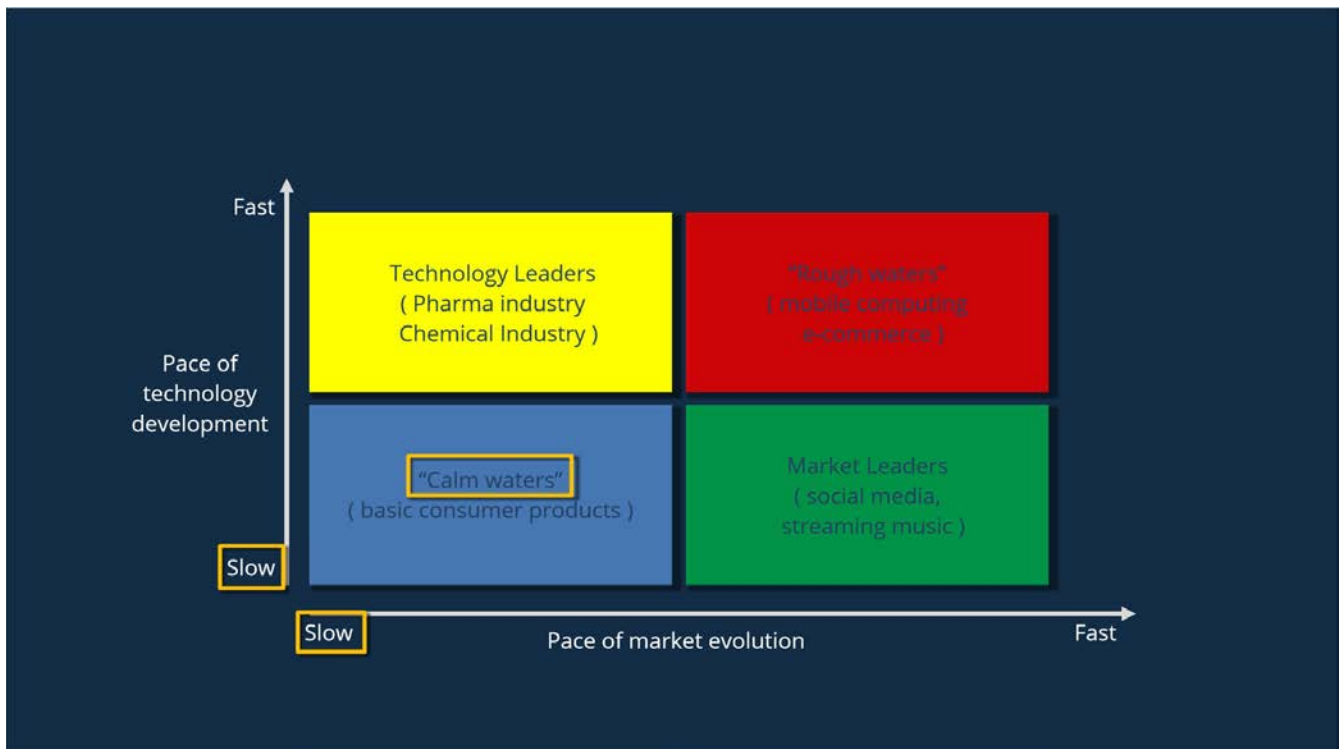 Fast
Technology Leaders
( Pharma industry
Chemical Industry )
“Rough waters”
( mobile computing
e-commerce )
Pace of
technology
development
“Calm waters”
( basic consumer products )
Market Leaders
( social media,
streaming music )
Slow
Slow
Pace of market evolution
Fast